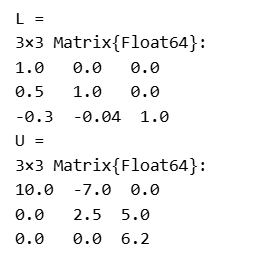 L =
3×3 Matrix{Float64}:
1.0 0.0 0.0
0.5 1.0 0.0
-0.3 -0.04 1.0
U =
3×3 Matrix{Float64}:
10.0 -7.0 0.0
0.0 2.5 5.0
0.0 0.0 6.2